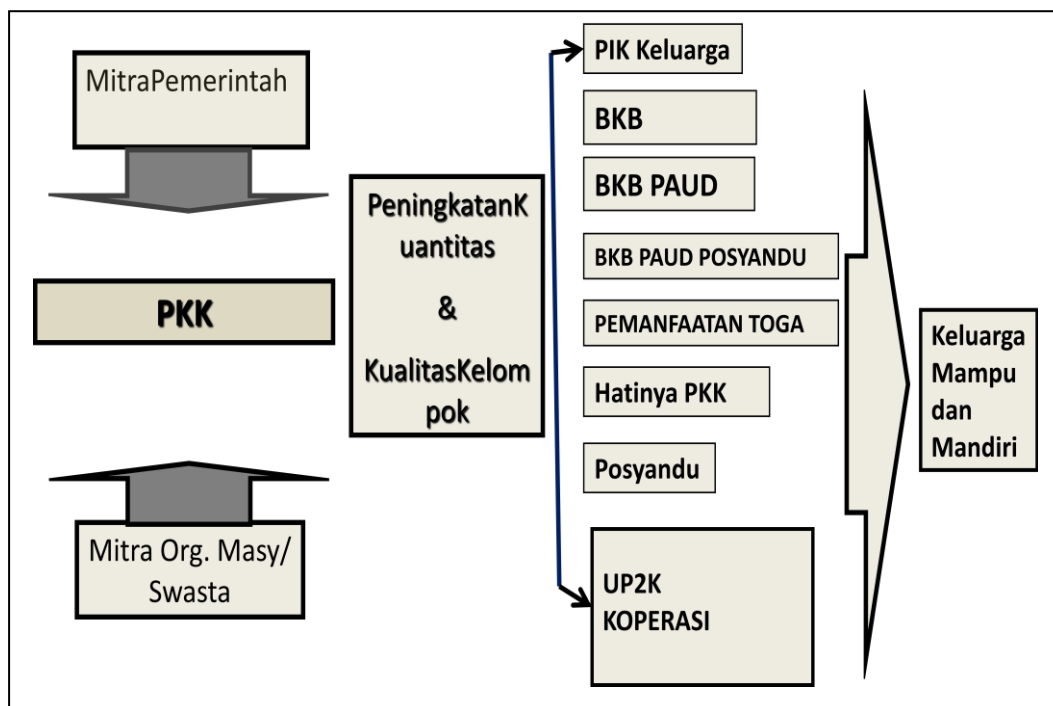 MitraPemerintah
PKK
Mitra Org. Masy/
Swasta
PeningkatanK
uantitas
&
KualitasKelom
pok
PIK Keluarga
BKB
BKB PAUD
BKB PAUD POSYANDU
PEMANFAATAN TOGA
Hatinya PKK
Posyandu
UP2K
KOPERASI
Keluarga
Mampu
dan
Mandiri